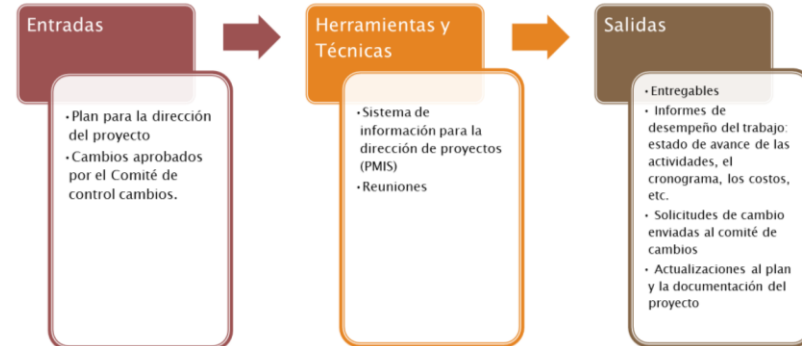 Entradas
• Plan para la dirección
del proyecto
• Cambios aprobados
por el Comité de
control cambios.
Herramientas y
Técnicas
• Sistema de
información para la
dirección de proyectos
(PMIS)
• Reuniones
Salidas
• Entregables
• Informes de
desempeño del trabajo:
estado de avance de las
actividades, el
cronograma, los costos,
etc.
• Solicitudes de cambio
enviadas al comité de
cambios
• Actualizaciones al plan
y la documentación del
proyecto